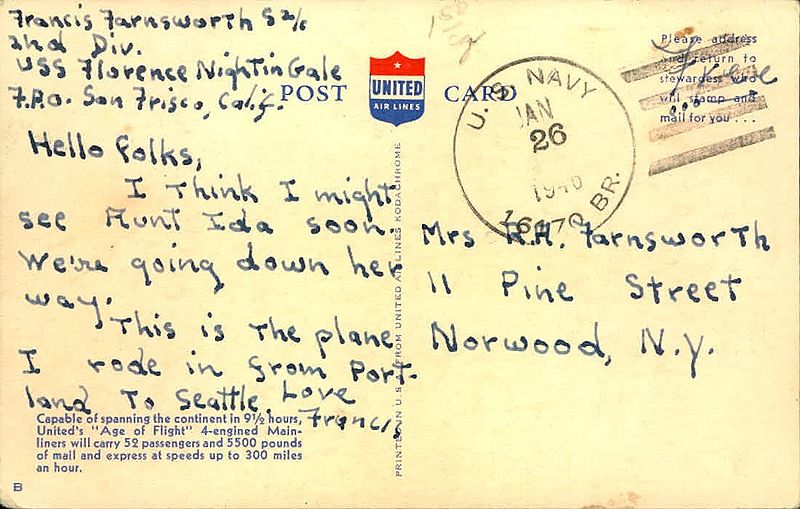 Francis Farnsworth S2/c
2nd Div.
USS Florence NightinGale
F.P.O. San Frisco, Calif.
POST CARD
UNITED
AIR LINES
Please address
and return to
stewardess who
will stamp and
mail for you . . .
Free
U.S. NAVY
JAN
26
1946
16170 BR.
Hello Folks,
I Think I might
see Aunt Ida soon.
We're going down her
way.
This is The plane
I rode in from Port-
land To Seattle.
Love
Francis
Mrs R.H. Farnsworth
11 Pine Street
Norwood, N.Y.
PRINTED IN U.S.A. FROM UNITED AIR LINES KODACHROME
Capable of spanning the continent in 9½ hours,
United's "Age of Flight" 4-engined Main-
liners will carry 52 passengers and 5500 pounds
of mail and express at speeds up to 300 miles
an hour.
B